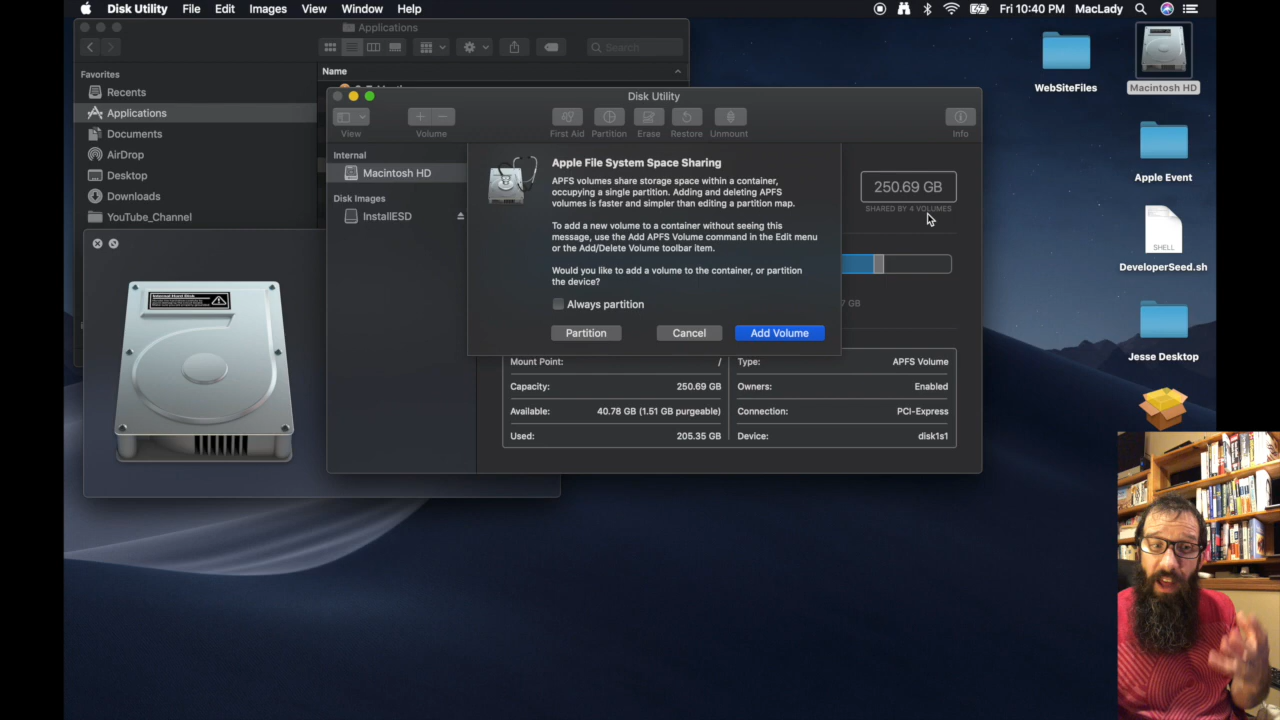 Disk Utility File Edit Images View Window Help
Fri 10:40 PM MacLady
Applications
Search
Favorites
Recents
Applications
Documents
AirDrop
Desktop
Downloads
YouTube_Channel
Name
Disk Utility
View
Volume
First Aid
Partition
Erase
Restore
Unmount
Info
Internal
Macintosh HD
Disk Images
InstallESD
Apple File System Space Sharing
APFS volumes share storage space within a container,
occupying a single partition. Adding and deleting APFS
volumes is faster and simpler than editing a partition map.
To add a new volume to a container without seeing this
message, use the Add APFS Volume command in the Edit menu
or the Add/Delete Volume toolbar item.
Would you like to add a volume to the container, or partition
the device?
Always partition
Partition
Cancel
Add Volume
250.69 GB
SHARED BY 4 VOLUMES
7 GB
Mount Point: /
Capacity: 250.69 GB
Available: 40.78 GB (1.51 GB purgeable)
Used: 205.35 GB
Type: APFS Volume
Owners: Enabled
Connection: PCI-Express
Device: disk1s1
Internal Hard Disk
WebSiteFiles
Macintosh HD
Apple Event
SHELL
DeveloperSeed.sh
Jesse Desktop